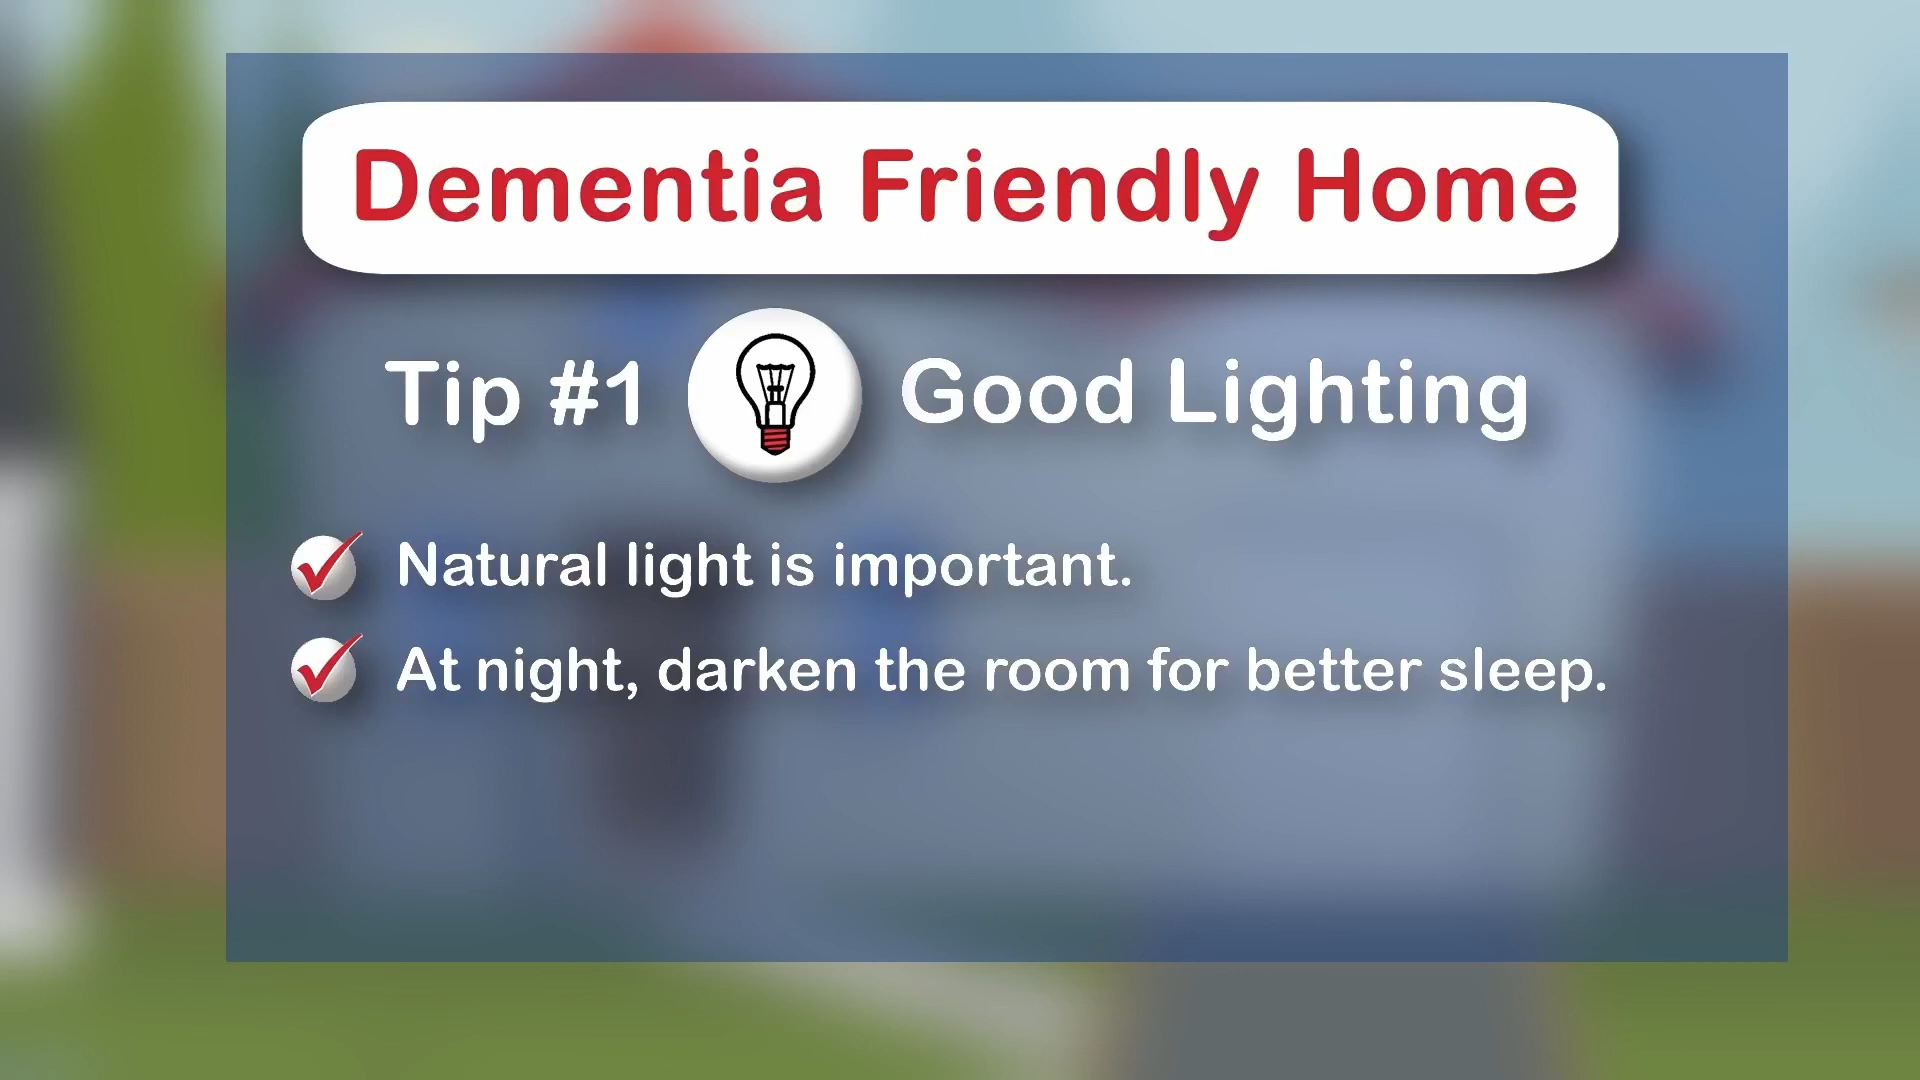 Dementia Friendly Home
Tip #1 Good Lighting
Natural light is important.
At night, darken the room for better sleep.